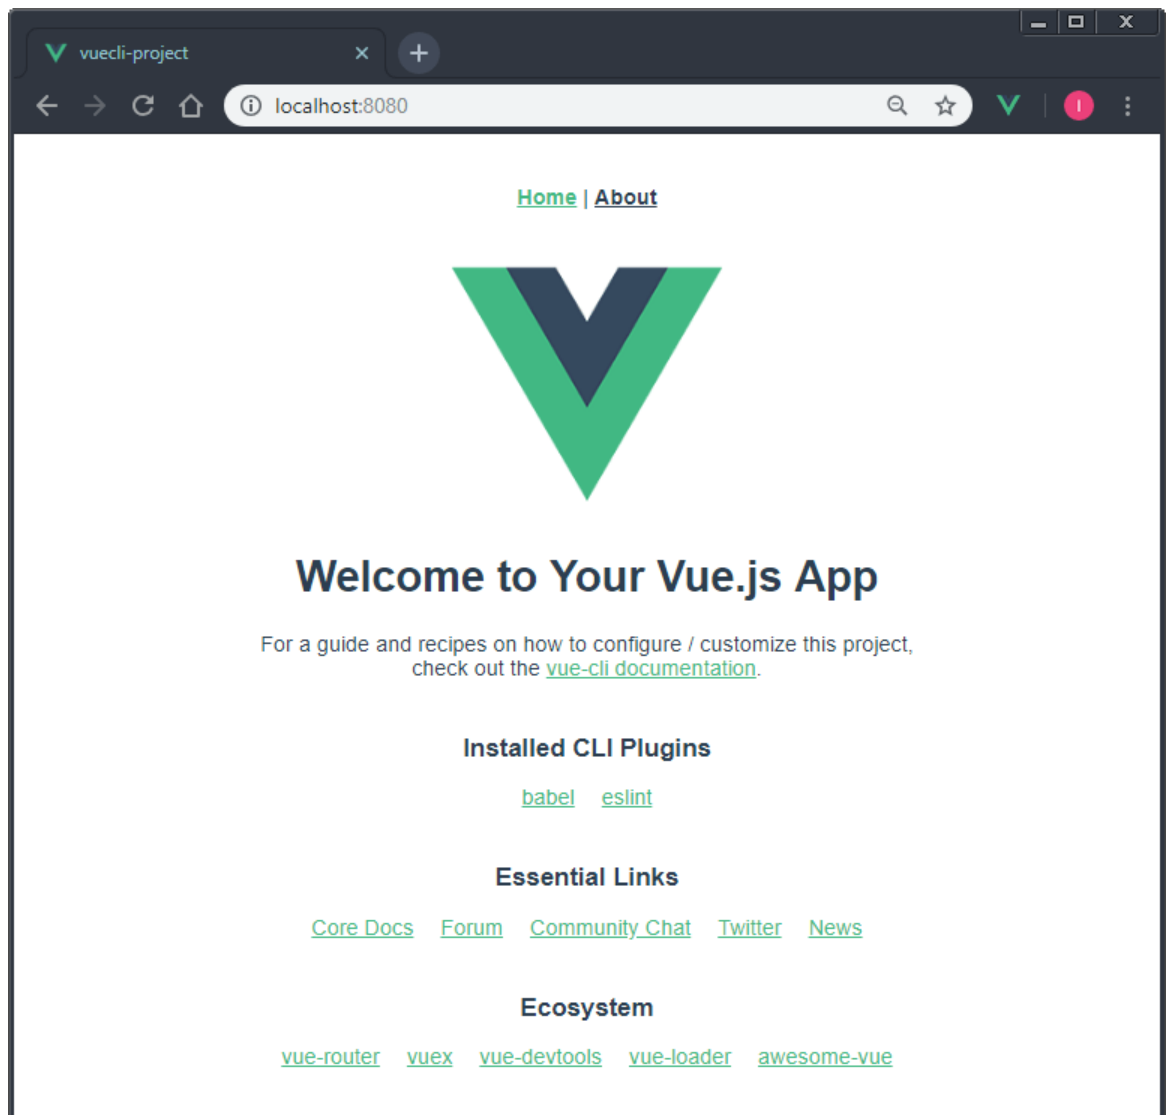 vuecli-project
localhost:8080
I
Home | About
Welcome to Your Vue.js App
For a guide and recipes on how to configure / customize this project,
check out the vue-cli documentation.
Installed CLI Plugins
babel eslint
Essential Links
Core Docs Forum Community Chat Twitter News
Ecosystem
vue-router vuex vue-devtools vue-loader awesome-vue